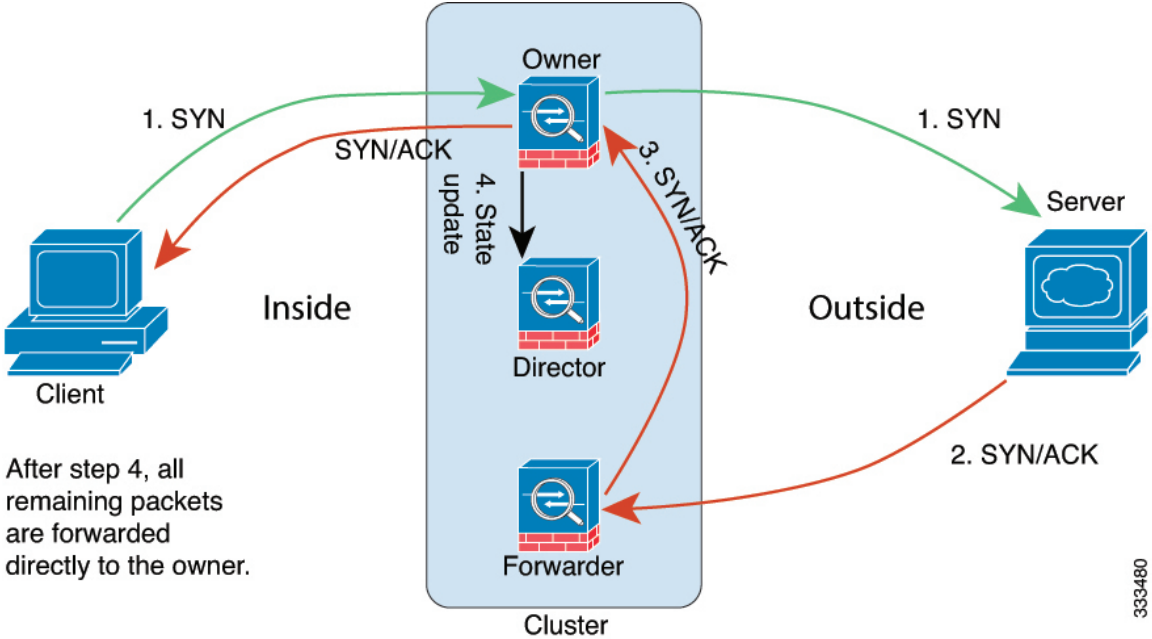 Owner
1. SYN
1. SYN
SYN/ACK
3. SYN/ACK
4. State
update
Server
Inside
Outside
Director
Client
2. SYN/ACK
After step 4, all
remaining packets
are forwarded
directly to the owner.
Forwarder
333480
Cluster